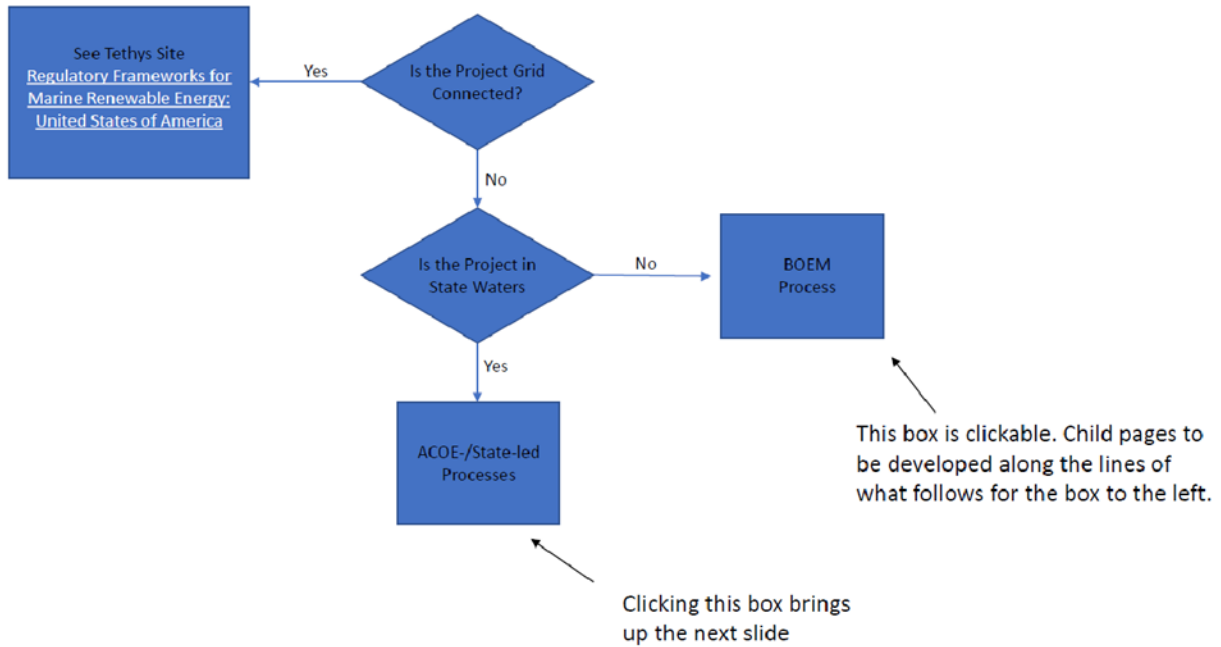 See Tethys Site
Regulatory Frameworks for
Marine Renewable Energy:
United States of America
Yes
Is the Project Grid
Connected?
No
Is the Project in
State Waters
No
BOEM
Process
Yes
ACOE-/State-led
Processes
This box is clickable. Child pages to
be developed along the lines of
what follows for the box to the left.
Clicking this box brings
up the next slide